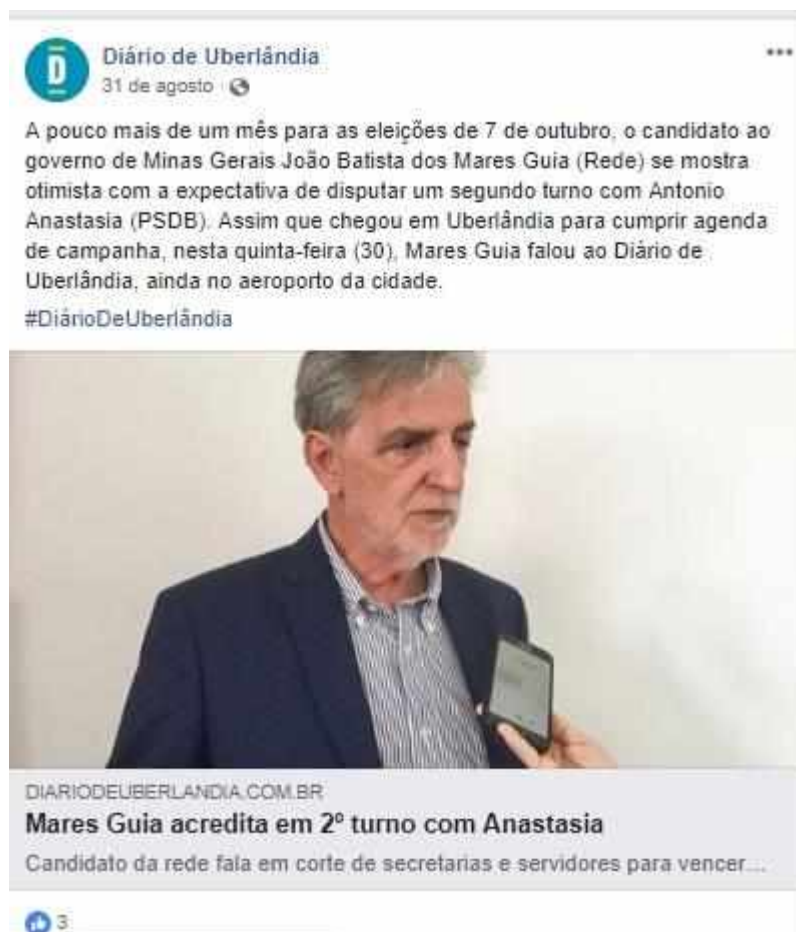 D
Diário de Uberlândia
31 de agosto
A pouco mais de um mês para as eleições de 7 de outubro, o candidato ao
governo de Minas Gerais João Batista dos Mares Guia (Rede) se mostra
otimista com a expectativa de disputar um segundo turno com Antonio
Anastasia (PSDB). Assim que chegou em Uberlândia para cumprir agenda
de campanha, nesta quinta-feira (30), Mares Guia falou ao Diário de
Uberlândia, ainda no aeroporto da cidade.
#DiárioDeUberlândia
DIARIODEUBERLANDIA.COM.BR
Mares Guia acredita em 2º turno com Anastasia
Candidato da rede fala em corte de secretarias e servidores para vencer...
3